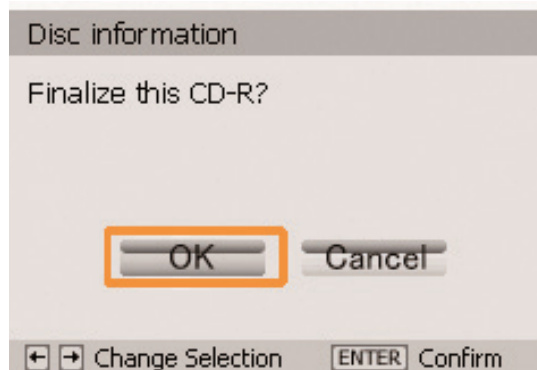 Disc information
Finalize this CD-R?
OK Cancel
← → Change Selection ENTER Confirm